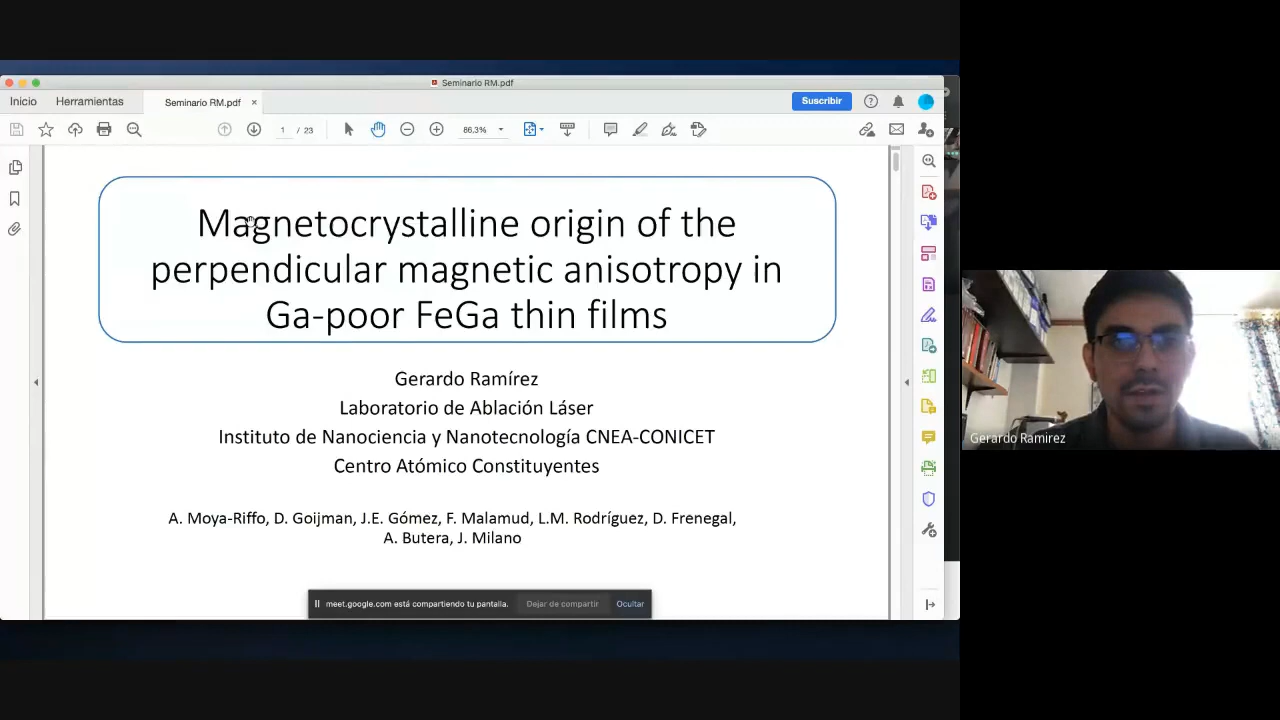 Seminario RM.pdf
Inicio
Herramientas
Seminario RM.pdf
×
Suscribir
1 / 23
86,3%
Magnetocrystalline origin of the
perpendicular magnetic anisotropy in
Ga-poor FeGa thin films
Gerardo Ramírez
Laboratorio de Ablación Láser
Instituto de Nanociencia y Nanotecnología CNEA-CONICET
Centro Atómico Constituyentes
A. Moya-Riffo, D. Goijman, J.E. Gómez, F. Malamud, L.M. Rodríguez, D. Frenegal,
A. Butera, J. Milano
meet.google.com está compartiendo tu pantalla.
Dejar de compartir
Ocultar
Gerardo Ramirez